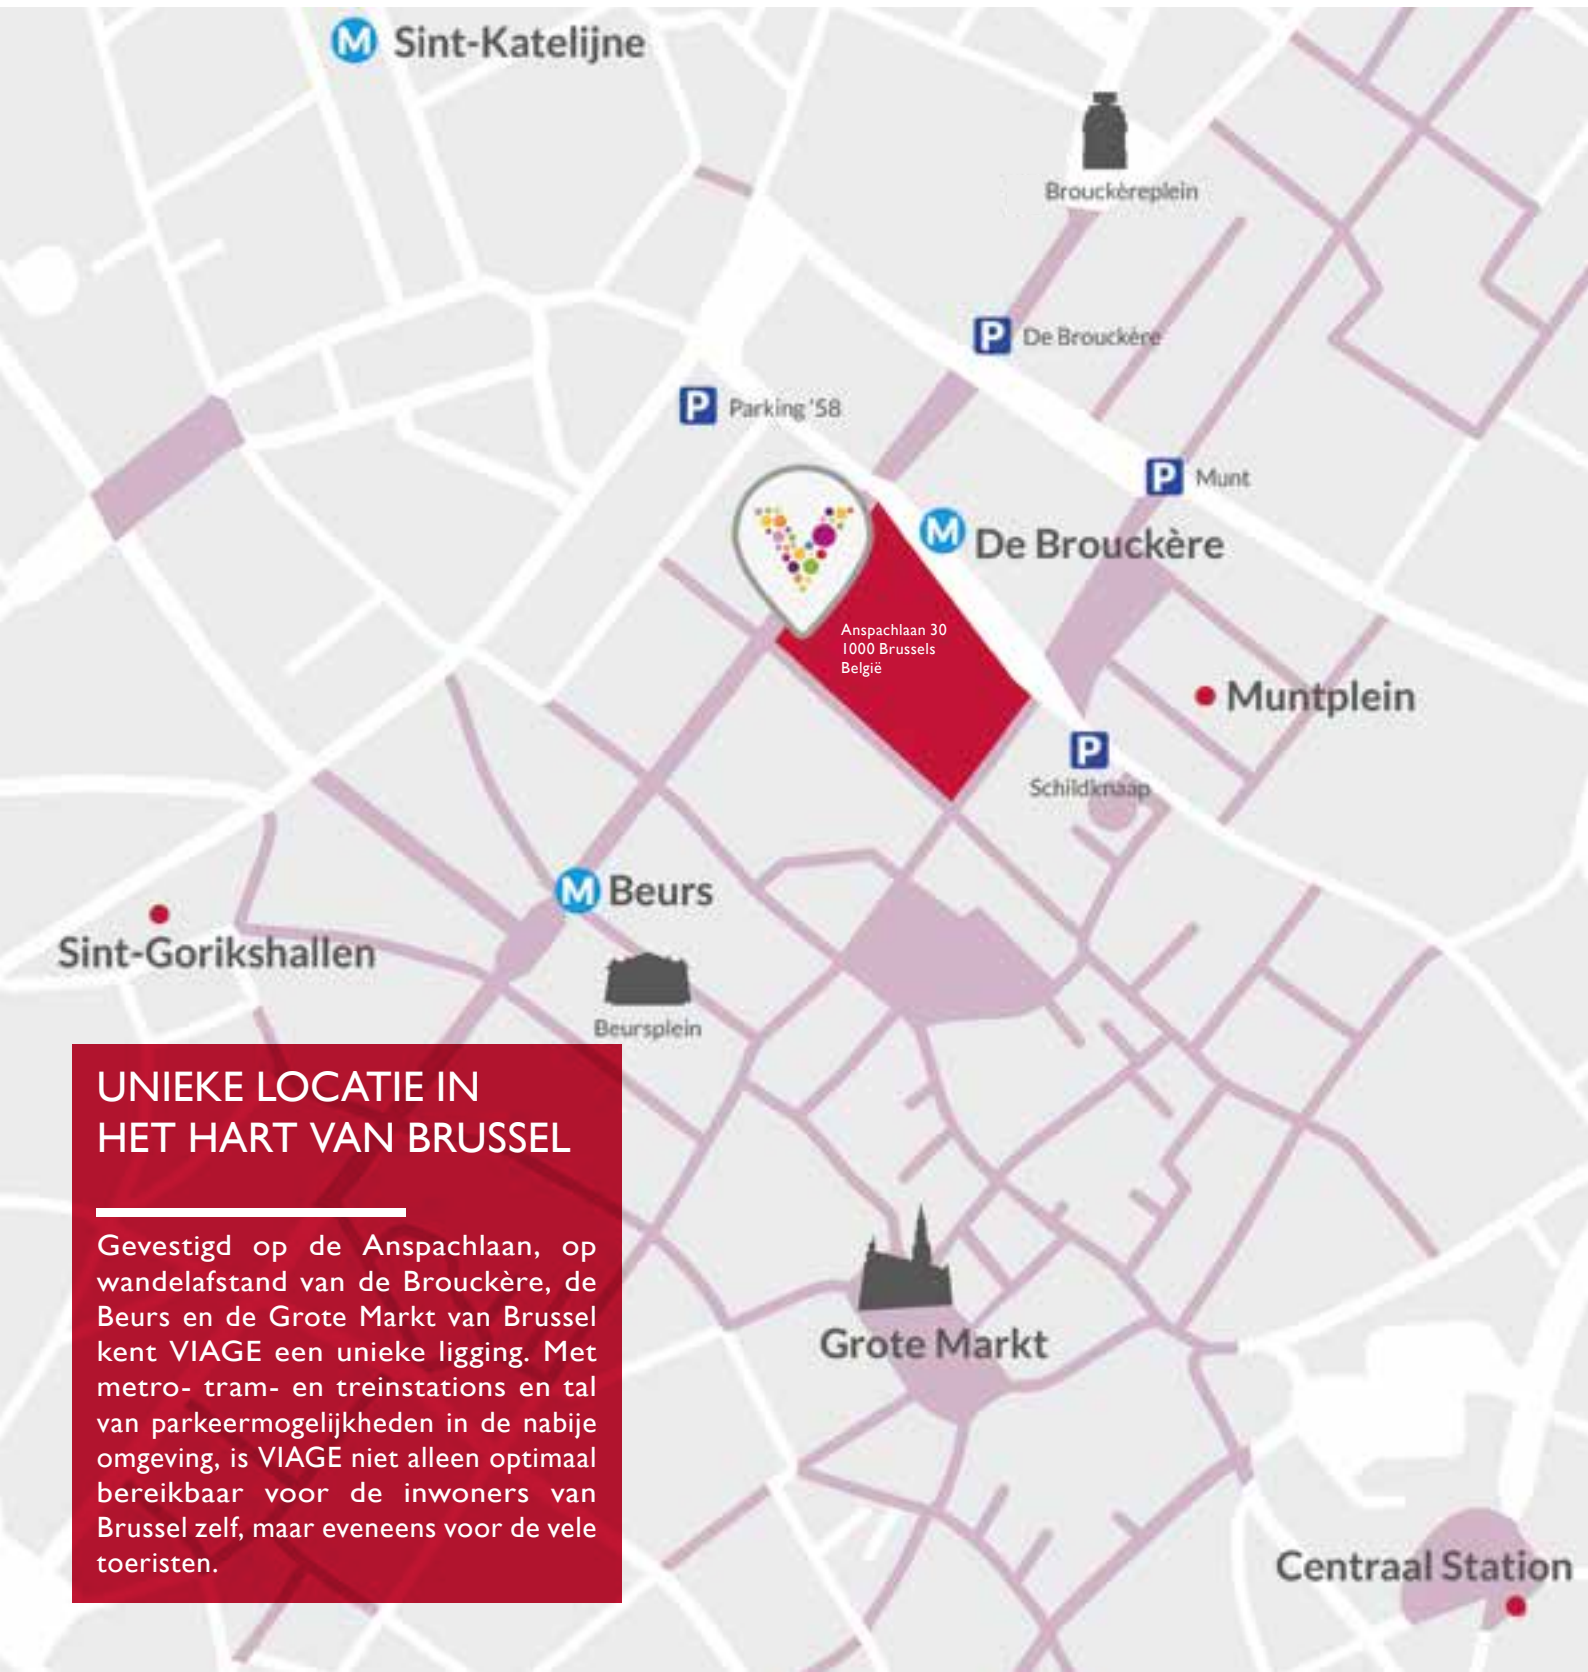 M Sint-Katelijne
Brouckèreplein
P De Brouckère
P Parking '58
P Munt
M De Brouckère
Anspachlaan 30
1000 Brussels
België
Muntplein
P
Schildknaap
M Beurs
Sint-Gorikshallen
Beursplein
UNIEKE LOCATIE IN
HET HART VAN BRUSSEL
Gevestigd op de Anspachlaan, op
wandelafstand van de Brouckère, de
Beurs en de Grote Markt van Brussel
kent VIAGE een unieke ligging. Met
metro- tram- en treinstations en tal
van parkeermogelijkheden in de nabije
omgeving, is VIAGE niet alleen optimaal
bereikbaar voor de inwoners van
Brussel zelf, maar eveneens voor de vele
toeristen.
Grote Markt
Centraal Station